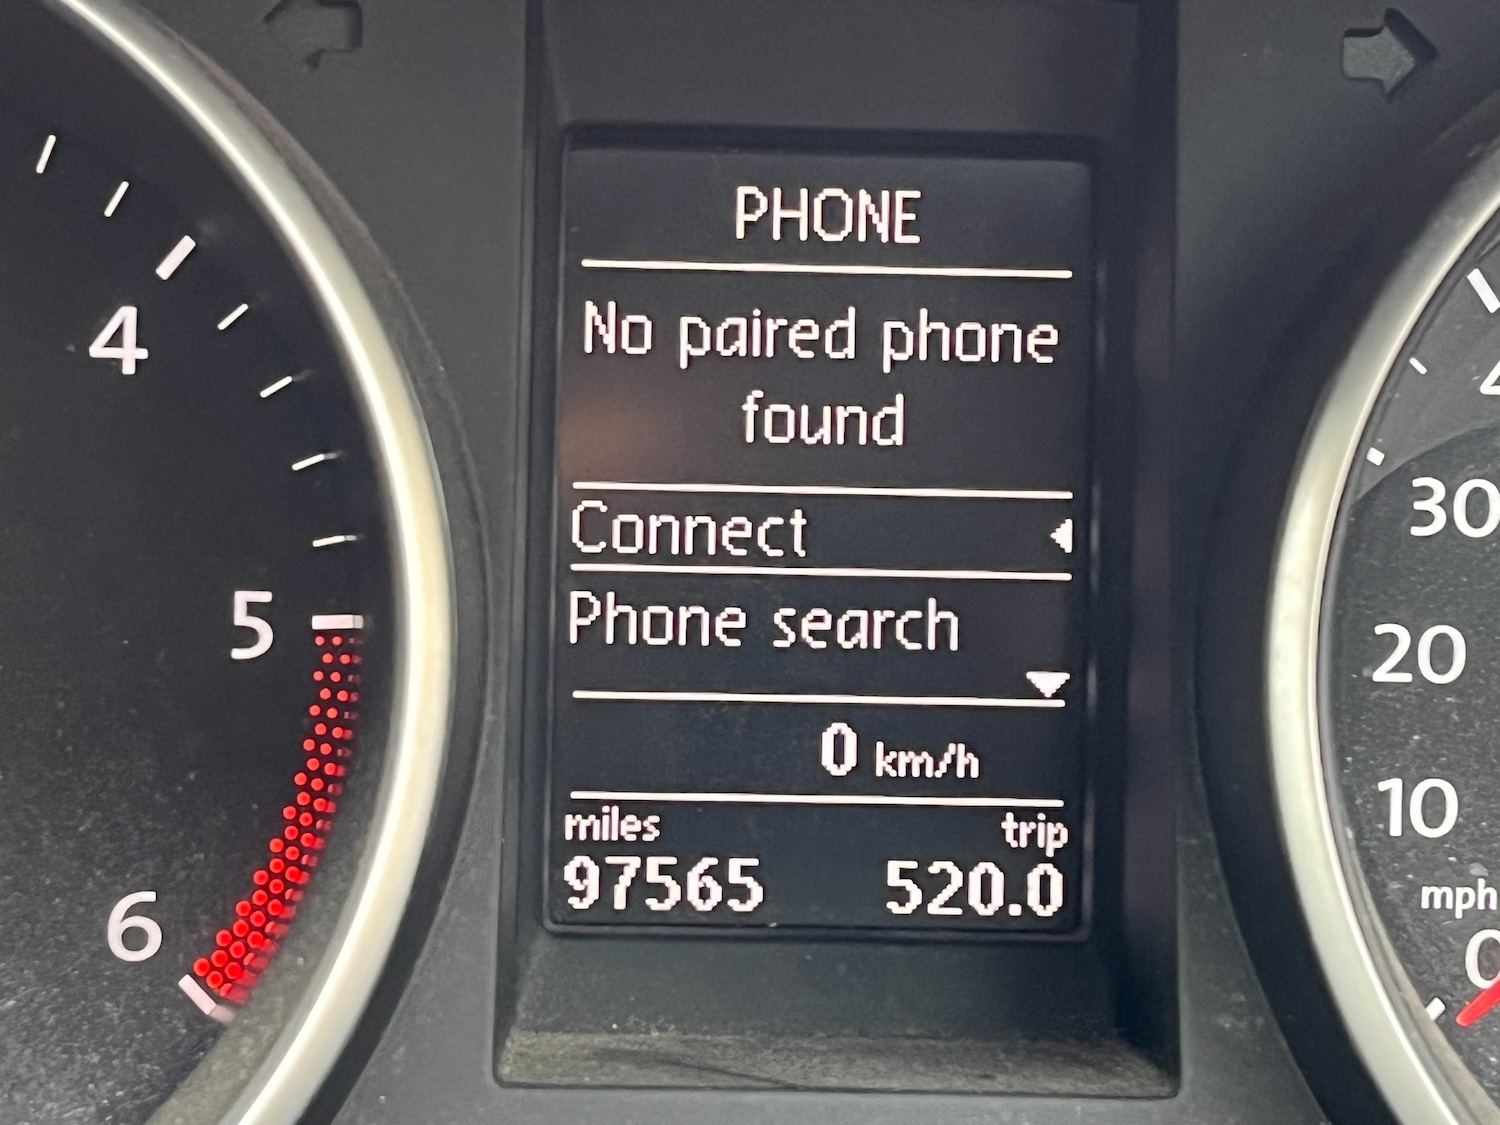 PHONE
No paired phone
found
Connect
Phone search
0 km/h
miles trip
97565 520.0
4
5
6
30
20
10
mph
0